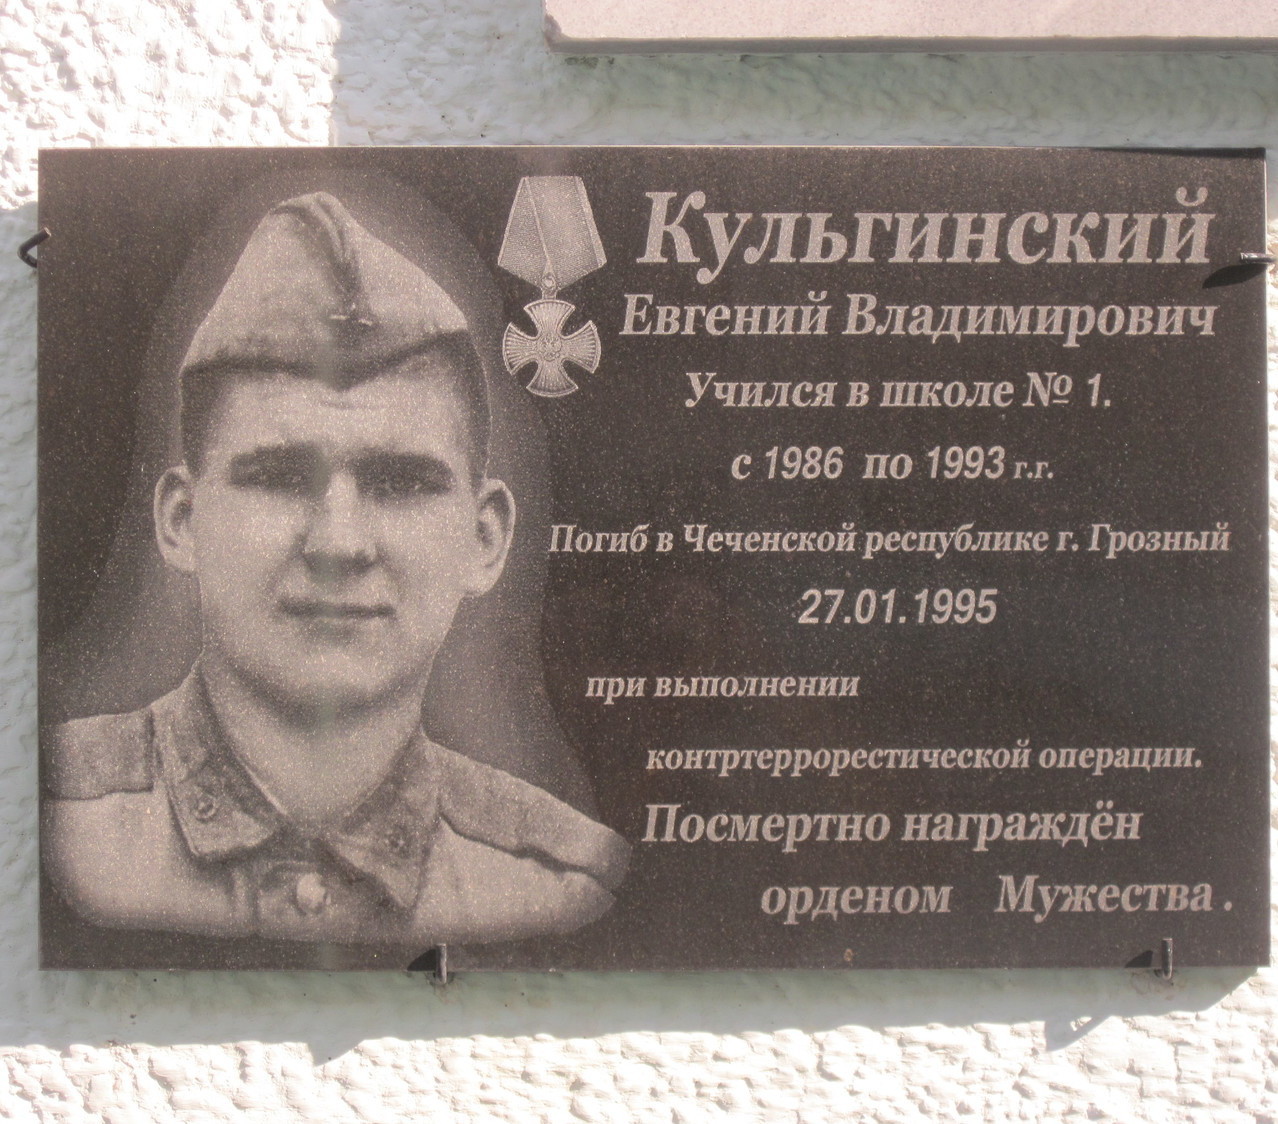 Кульгинский
Евгений Владимирович
Учился в школе № 1.
с 1986 по 1993 г.г.
Погиб в Чеченской республике г. Грозный
27.01.1995
при выполнении
контртеррорестической операции.
Посмертно награждён
орденом Мужества .